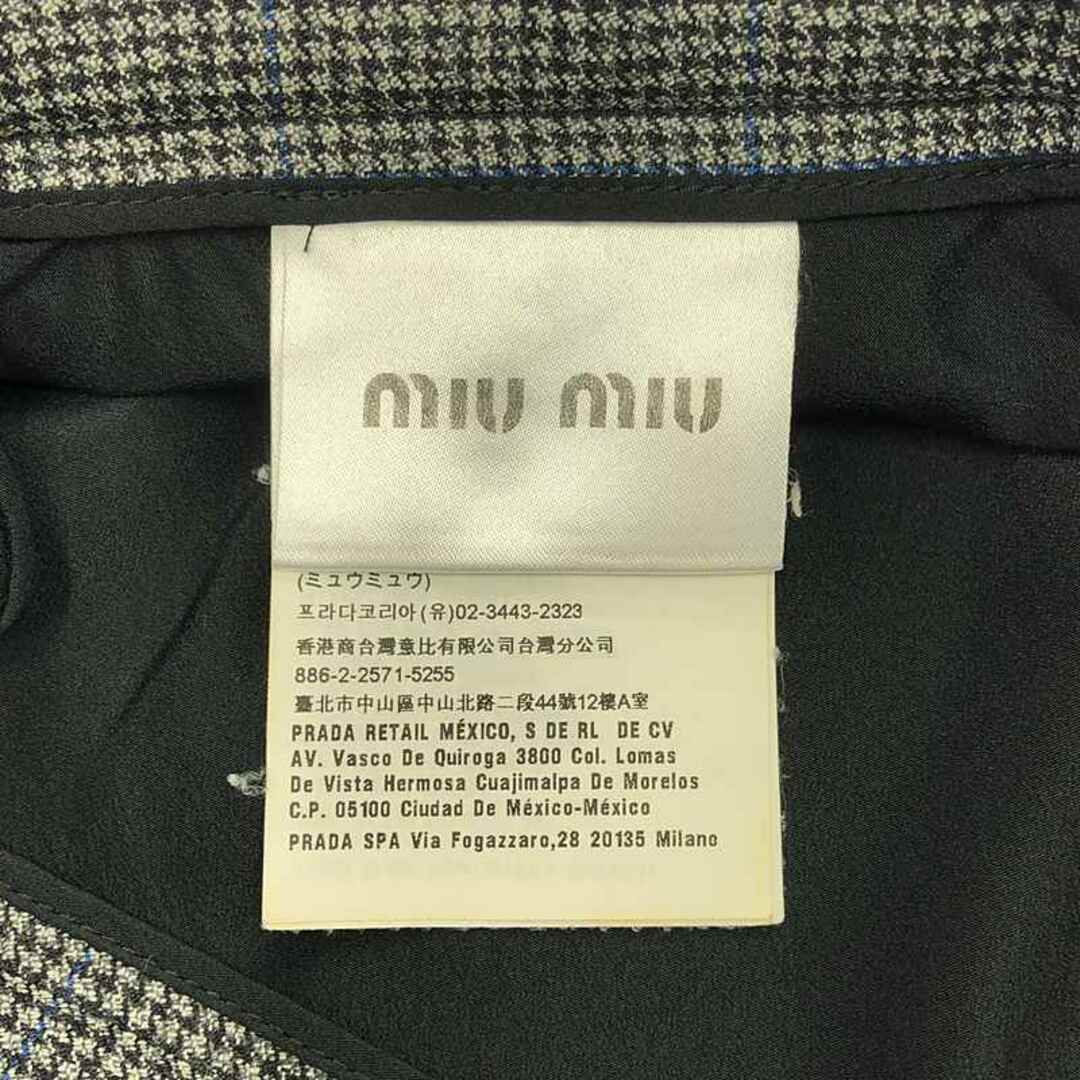 miu miu
(ミュウミュウ)
프라다코리아(유)02-3443-2323
香港商台灣意比有限公司台灣分公司
886-2-2571-5255
臺北市中山區中山北路二段44號12樓A室
PRADA RETAIL MÉXICO, S DE RL DE CV
AV. Vasco De Quiroga 3800 Col. Lomas
De Vista Hermosa Cuajimalpa De Morelos
C.P. 05100 Ciudad De México-México
PRADA SPA Via Fogazzaro,28 20135 Milano